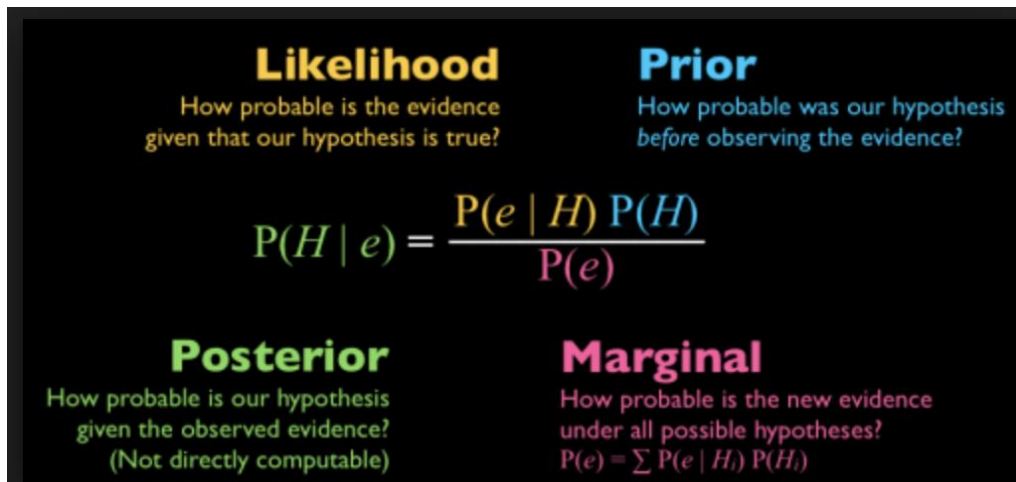 Likelihood
How probable is the evidence
given that our hypothesis is true?
Prior
How probable was our hypothesis
before observing the evidence?
P(H | e) = P(e | H) P(H)
P(e)
Posterior
How probable is our hypothesis
given the observed evidence?
(Not directly computable)
Marginal
How probable is the new evidence
under all possible hypotheses?
P(e) = ∑ P(e | Hᵢ) P(Hᵢ)